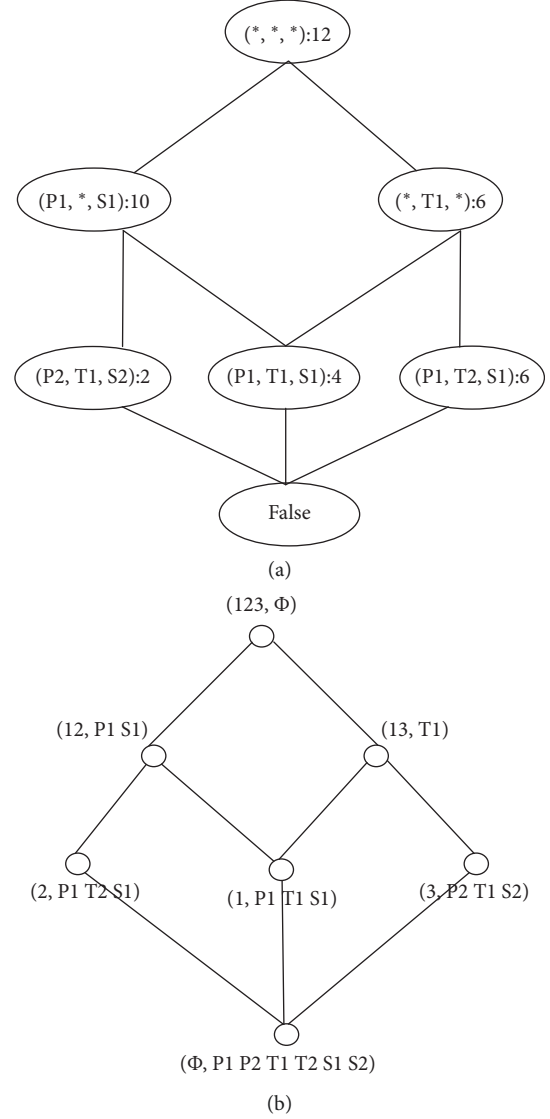 (*, *, *):12
(P1, *, S1):10
(*, T1, *):6
(P2, T1, S2):2
(P1, T1, S1):4
(P1, T2, S1):6
False
(a)
(123, Φ)
(12, P1 S1)
(13, T1)
(2, P1 T2 S1)
(1, P1 T1 S1)
(3, P2 T1 S2)
(Φ, P1 P2 T1 T2 S1 S2)
(b)